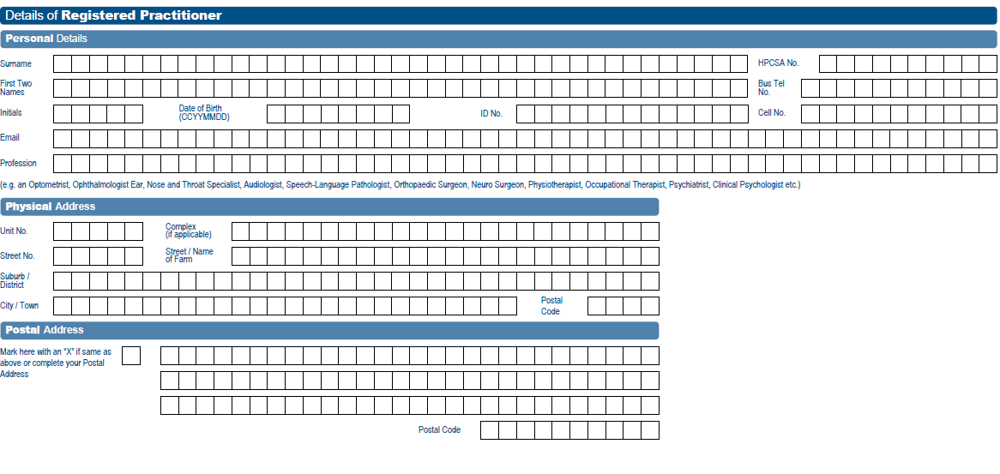 Details of Registered Practitioner
Personal Details
Surname
HPCSA No.
First Two
Names
Bus Tel
No.
Initials
Date of Birth
(CCYYMMDD)
ID No.
Cell No.
Email
Profession
(e.g. an Optometrist, Ophthalmologist Ear, Nose and Throat Specialist, Audiologist, Speech-Language Pathologist, Orthopaedic Surgeon, Neuro Surgeon, Physiotherapist, Occupational Therapist, Psychiatrist, Clinical Psychologist etc.)
Physical Address
Unit No.
Complex
(if applicable)
Street No.
Street / Name
of Farm
Suburb /
District
City / Town
Postal
Code
Postal Address
Mark here with an “X” if same as
above or complete your Postal
Address
Postal Code